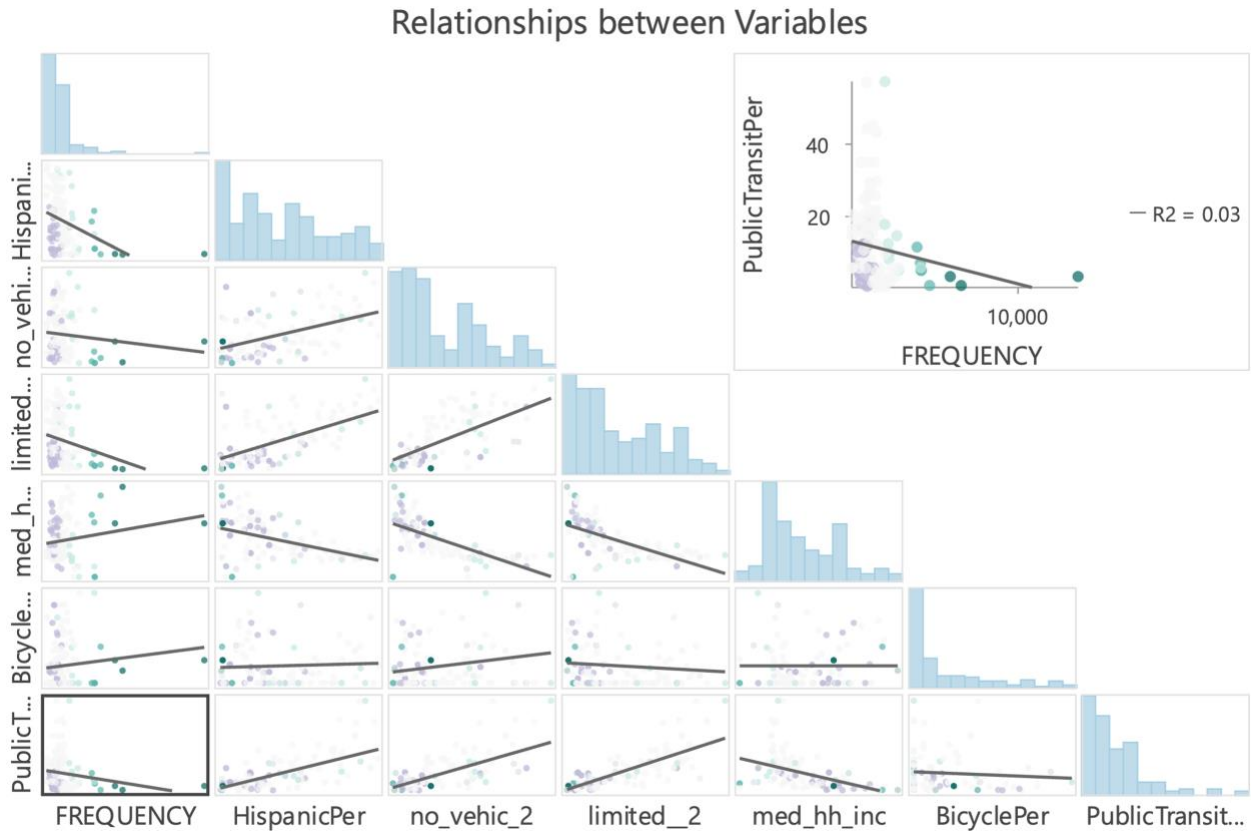 Relationships between Variables
PublicTransitPer
40
20
R2 = 0.03
10,000
FREQUENCY
Hispani...
no_vehi...
limited...
med_h...
Bicycle...
PublicT...
FREQUENCY
HispanicPer
no_vehic_2
limited__2
med_hh_inc
BicyclePer
PublicTransit...